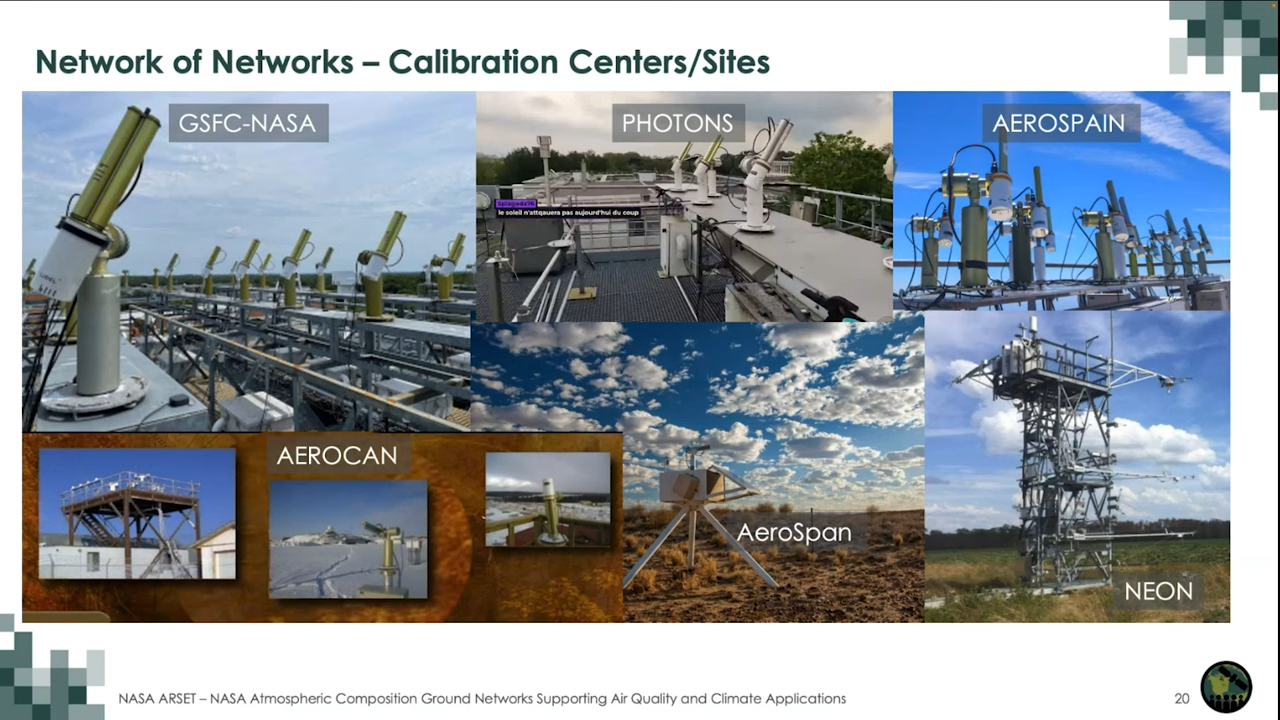 Network of Networks – Calibration Centers/Sites
GSFC-NASA
PHOTONS
AEROSPAIN
le soleil n'attqauera pas aujourd'hui du coup
AEROCAN
AeroSpan
NEON
NASA ARSET – NASA Atmospheric Composition Ground Networks Supporting Air Quality and Climate Applications
20